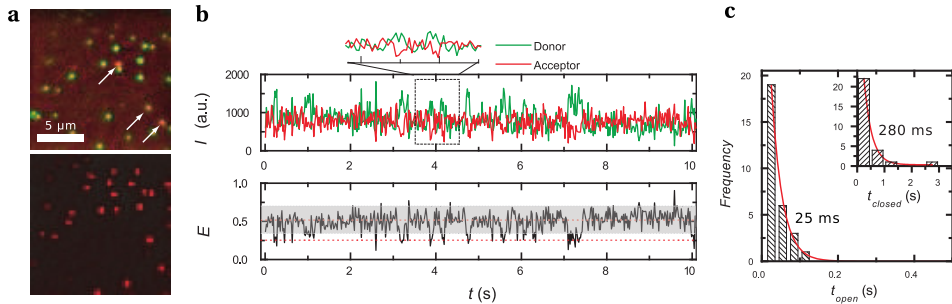 a
5 µm
b
Donor
Acceptor
2000
1000
0
I (a.u.)
0 2 4 6 8 10
1.0
0.5
0.0
E
0 2 4 6 8 10
t (s)
c
20
15
10
5
0
Frequency
25 ms
0.0 0.2 0.4
t open (s)
20
15
10
5
0
280 ms
0 1 2 3
t closed (s)